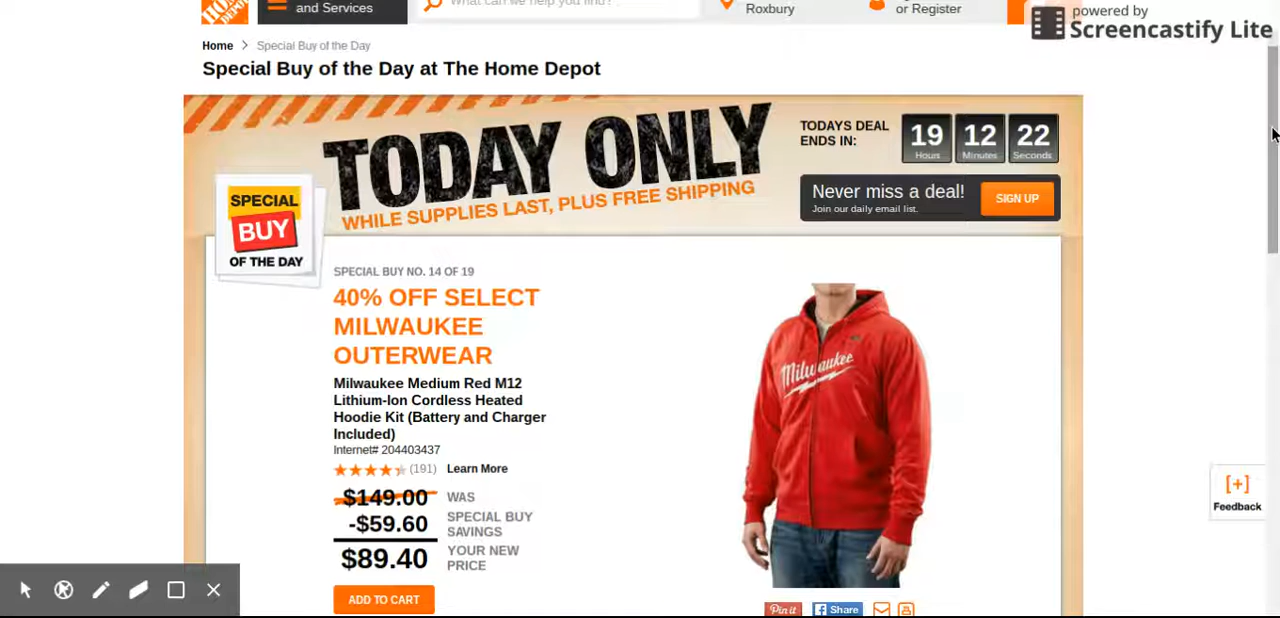 and Services
What can we help you find?
Roxbury
or Register
powered by
Screencastify Lite
Home > Special Buy of the Day
Special Buy of the Day at The Home Depot
TODAY ONLY
WHILE SUPPLIES LAST, PLUS FREE SHIPPING
TODAYS DEAL
ENDS IN:
19 12 22
Hours Minutes Seconds
Never miss a deal!
Join our daily email list.
SIGN UP
SPECIAL
BUY
OF THE DAY
SPECIAL BUY NO. 14 OF 19
40% OFF SELECT
MILWAUKEE
OUTERWEAR
Milwaukee Medium Red M12
Lithium-Ion Cordless Heated
Hoodie Kit (Battery and Charger
Included)
Internet# 204403437
(191) Learn More
$149.00 WAS
-$59.60 SPECIAL BUY
SAVINGS
$89.40 YOUR NEW
PRICE
ADD TO CART
Milwaukee
Pin it
Share
[+]
Feedback